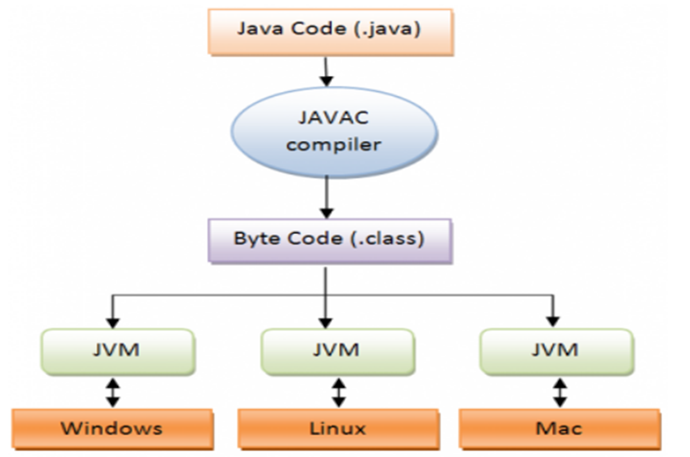 Java Code (.java)
JAVAC
compiler
Byte Code (.class)
JVM
JVM
JVM
Windows
Linux
Mac